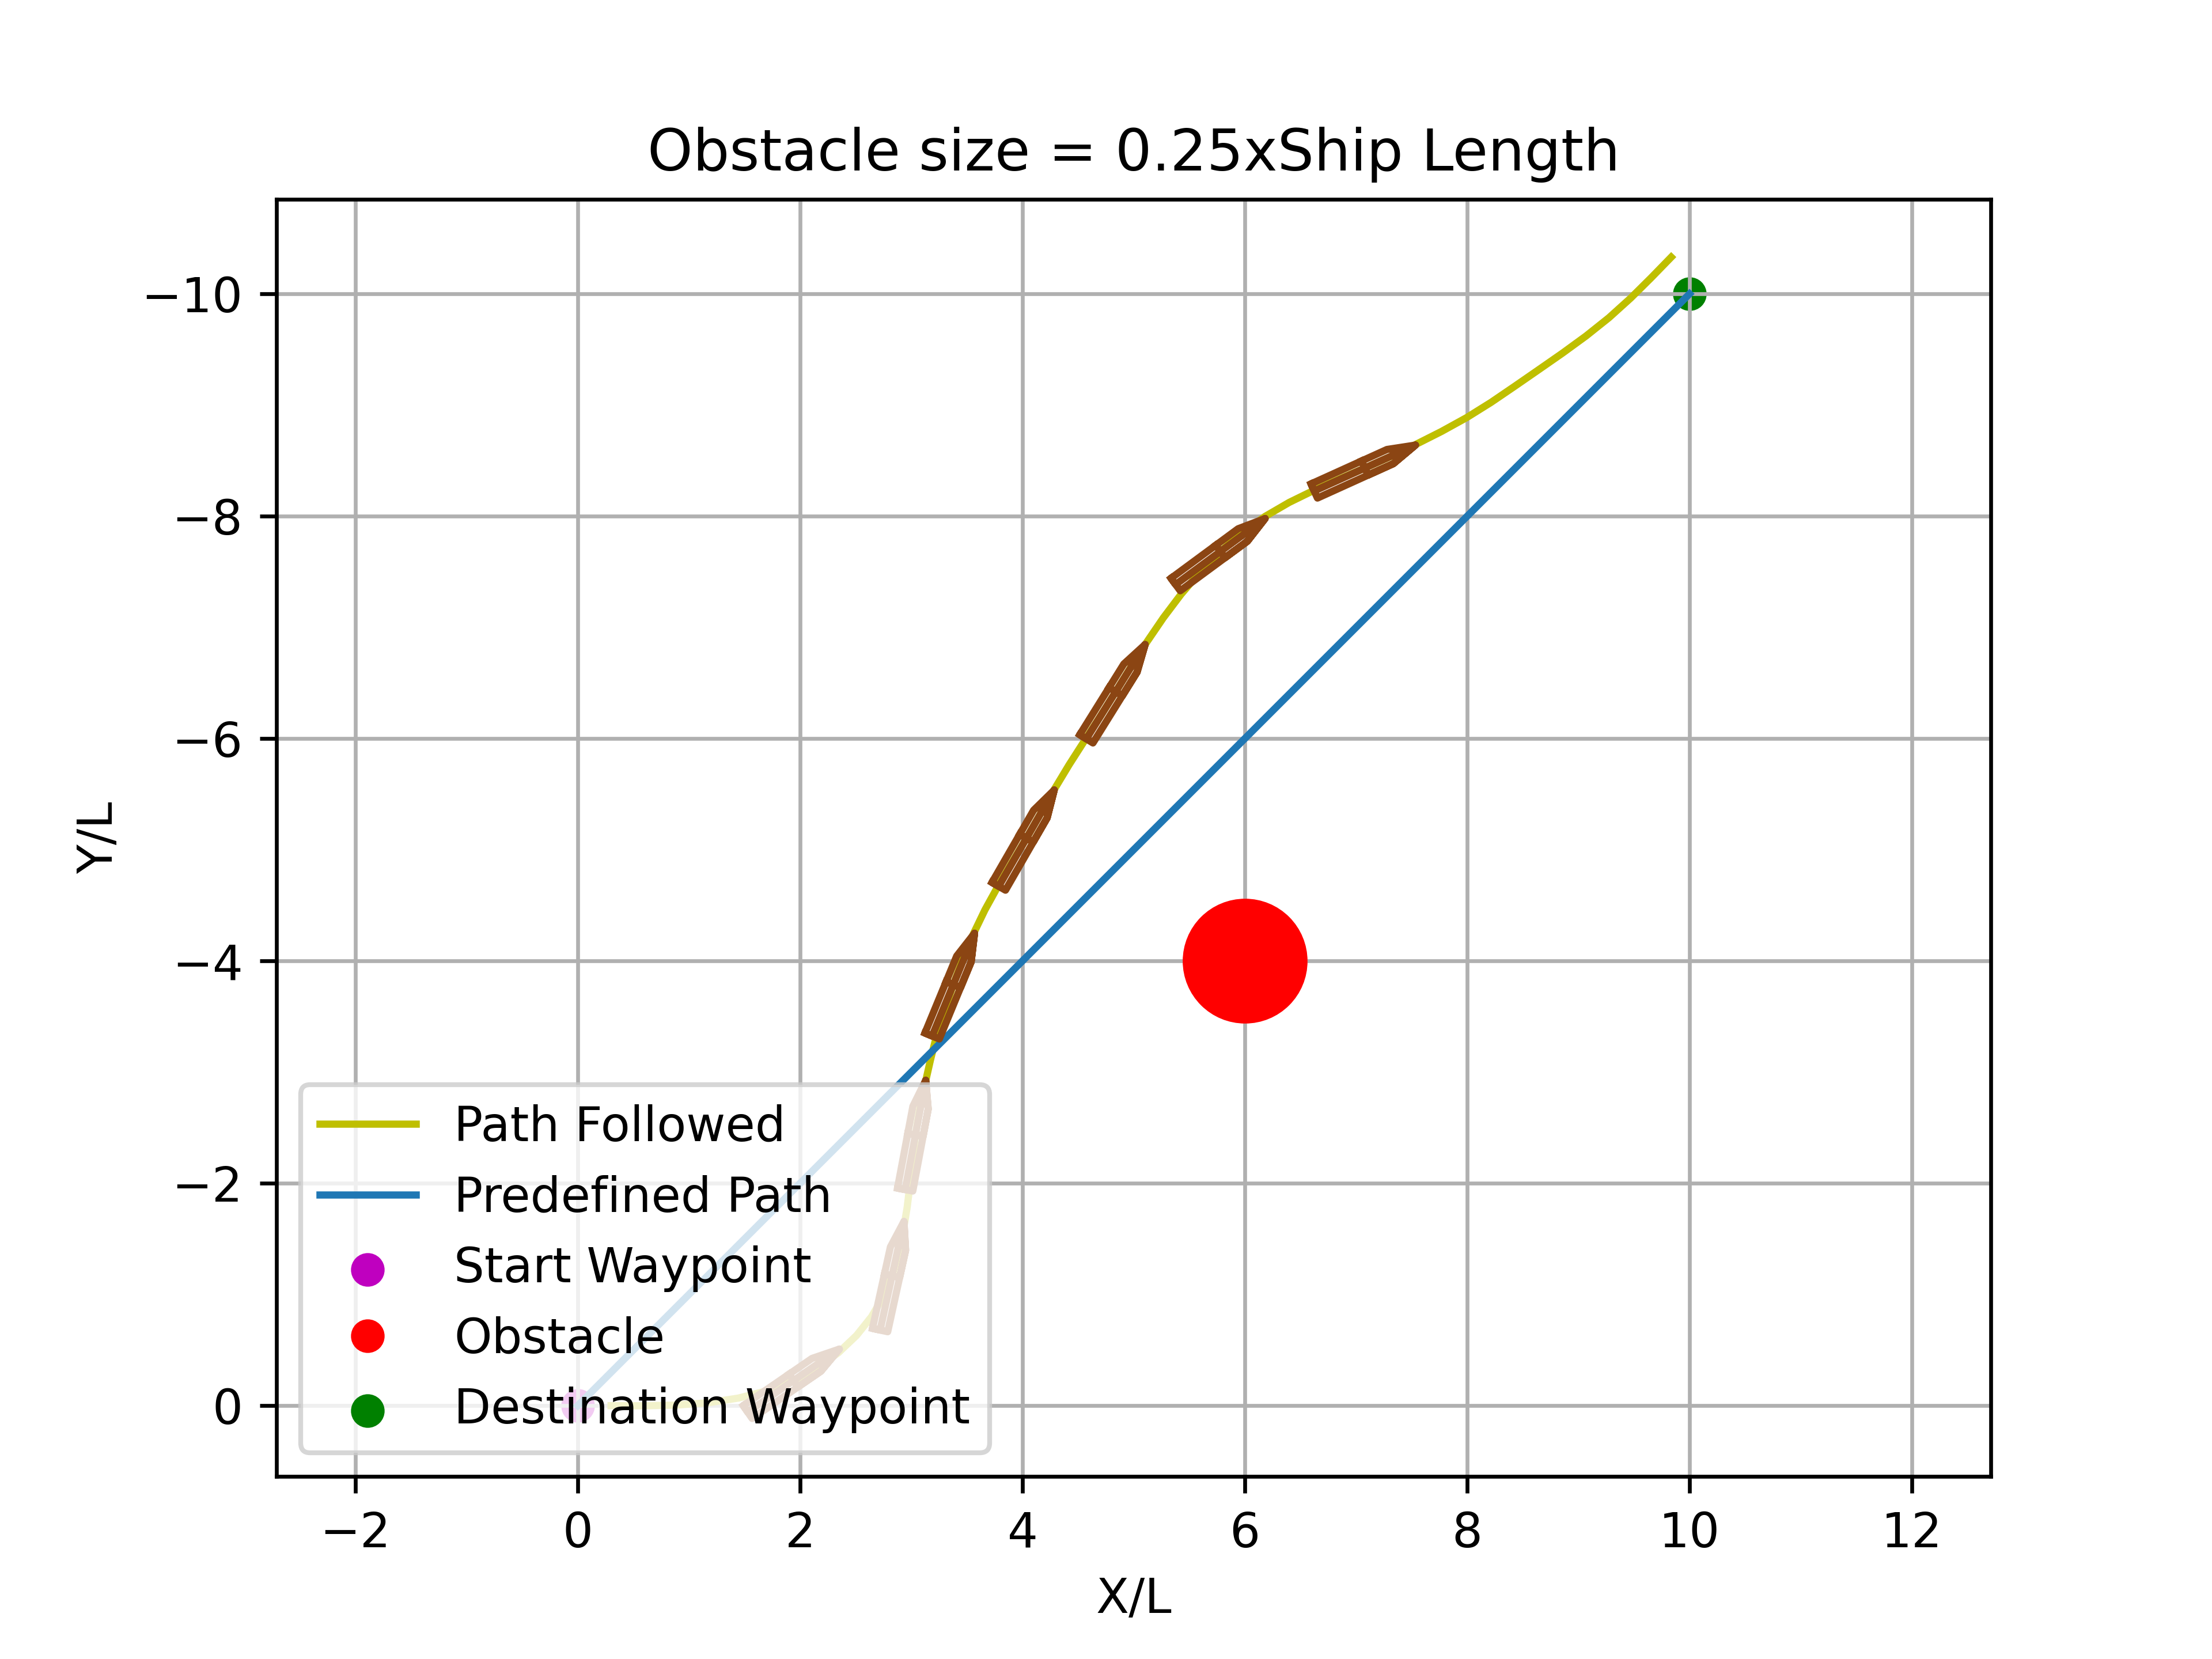 Obstacle size = 0.25xShip Length
−10
−8
−6
−4
−2
0
Y/L
Path Followed
Predefined Path
Start Waypoint
Obstacle
Destination Waypoint
−2 0 2 4 6 8 10 12
X/L